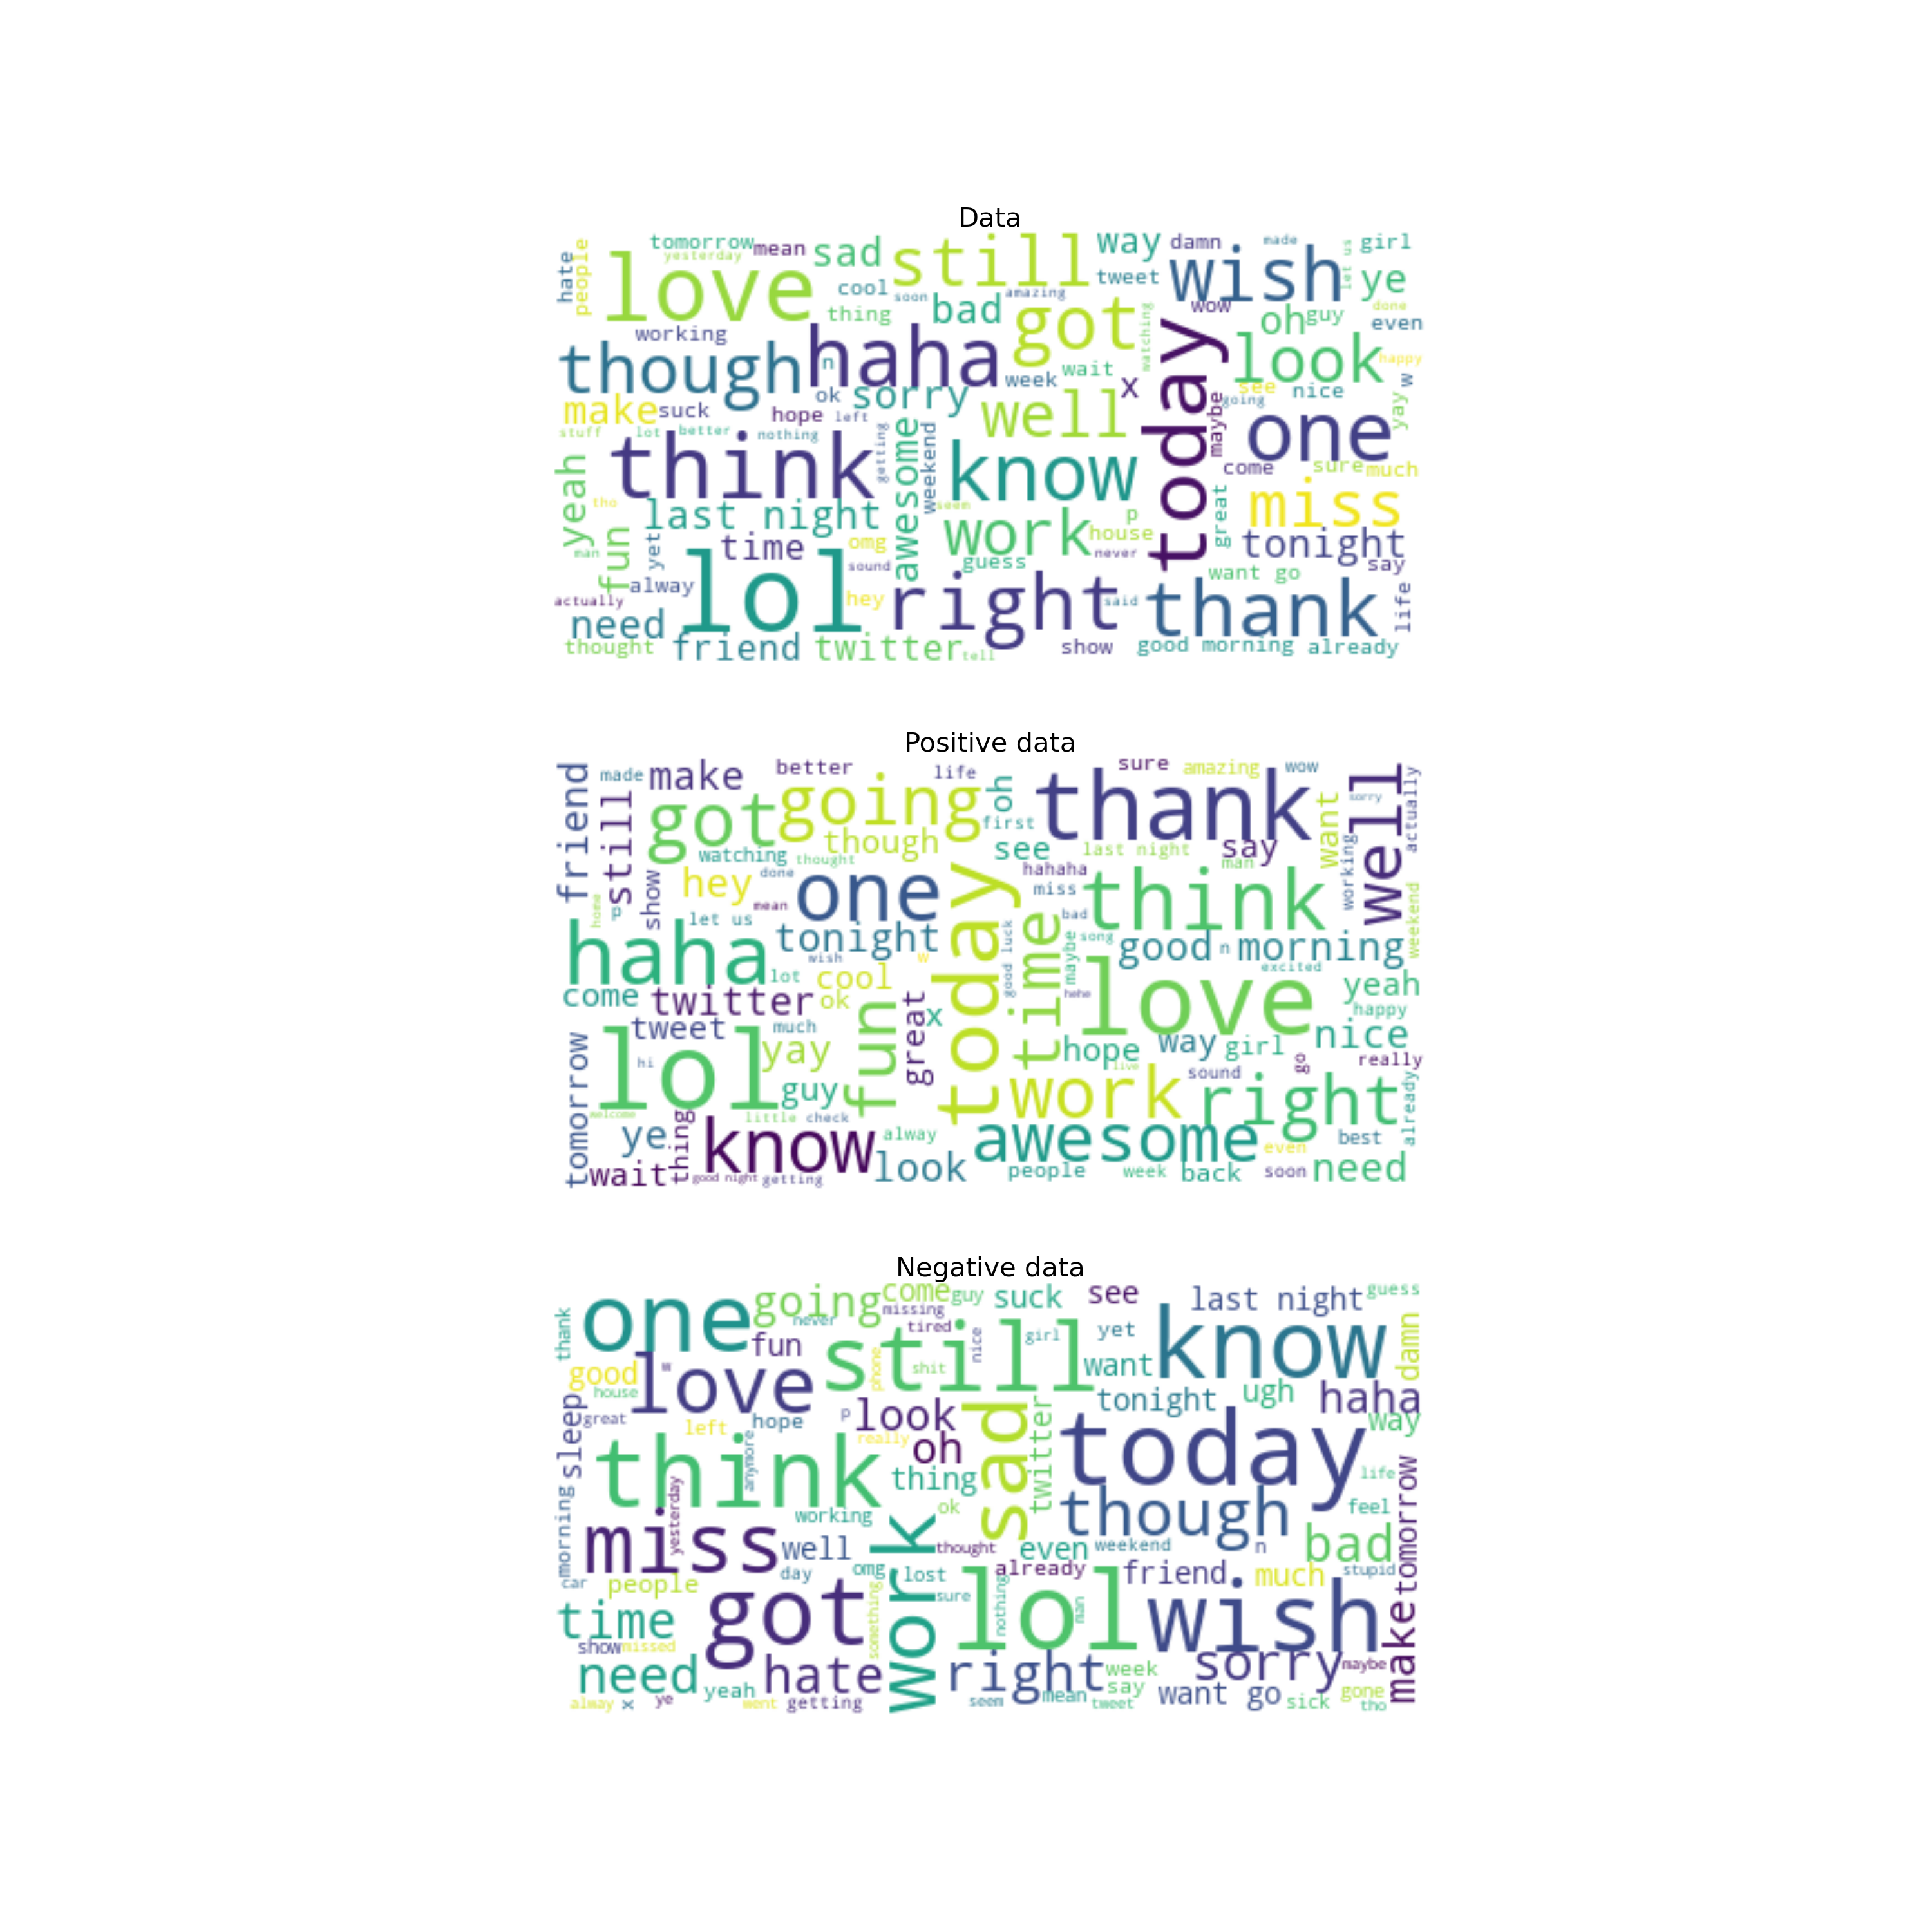 Data
tomorrow mean sad still way damn made let us girl
hate people yesterday love cool soon amazing tweet wish ye
thing bad got watching wow oh guy done even
working haha today look happy
though n wait x see nice w
make suck ok sorry week well maybe going yay
stuff lot better hope left nothing one
think getting awesome weekend know come sure much
yeah tho last night seem p great miss
man fun yet time omg work house never tonight say
actually alway lol sound guess want go life
need hey right said thank
thought friend twitter tell show good morning already
Positive data
friend made make better life oh thank sure amazing wow well actually
still got going first want sorry
watching though thought see last night say man working
show hey done one today hahaha miss think weekend
home p let us mean bad
haha tonight good luck time maybe song good n morning
wish w cool lot love excited yeah
come twitter ok great x hehe happy
tomorrow tweet much fun hope way girl nice
hi lol yay live sound go really
guy work right already
welcome thing little check awesome best
ye know alway even
wait good night getting look people week back soon need
Negative data
thank one going come guy suck see last night guess
never missing tired nice girl yet know damn
fun still want
good house love w phone shit tonight ugh haha
sleep great left hope p look sad twitter today way
really oh
morning think anymore thing life
yesterday working ok though feel tomorrow
miss well work thought even weekend n bad
car people day omg lost already friend much stupid
time got something sure lol nothing man wish make
show missed
need hate right week sorry maybe
alway x ye yeah went getting seem mean say tweet want go sick gone tho